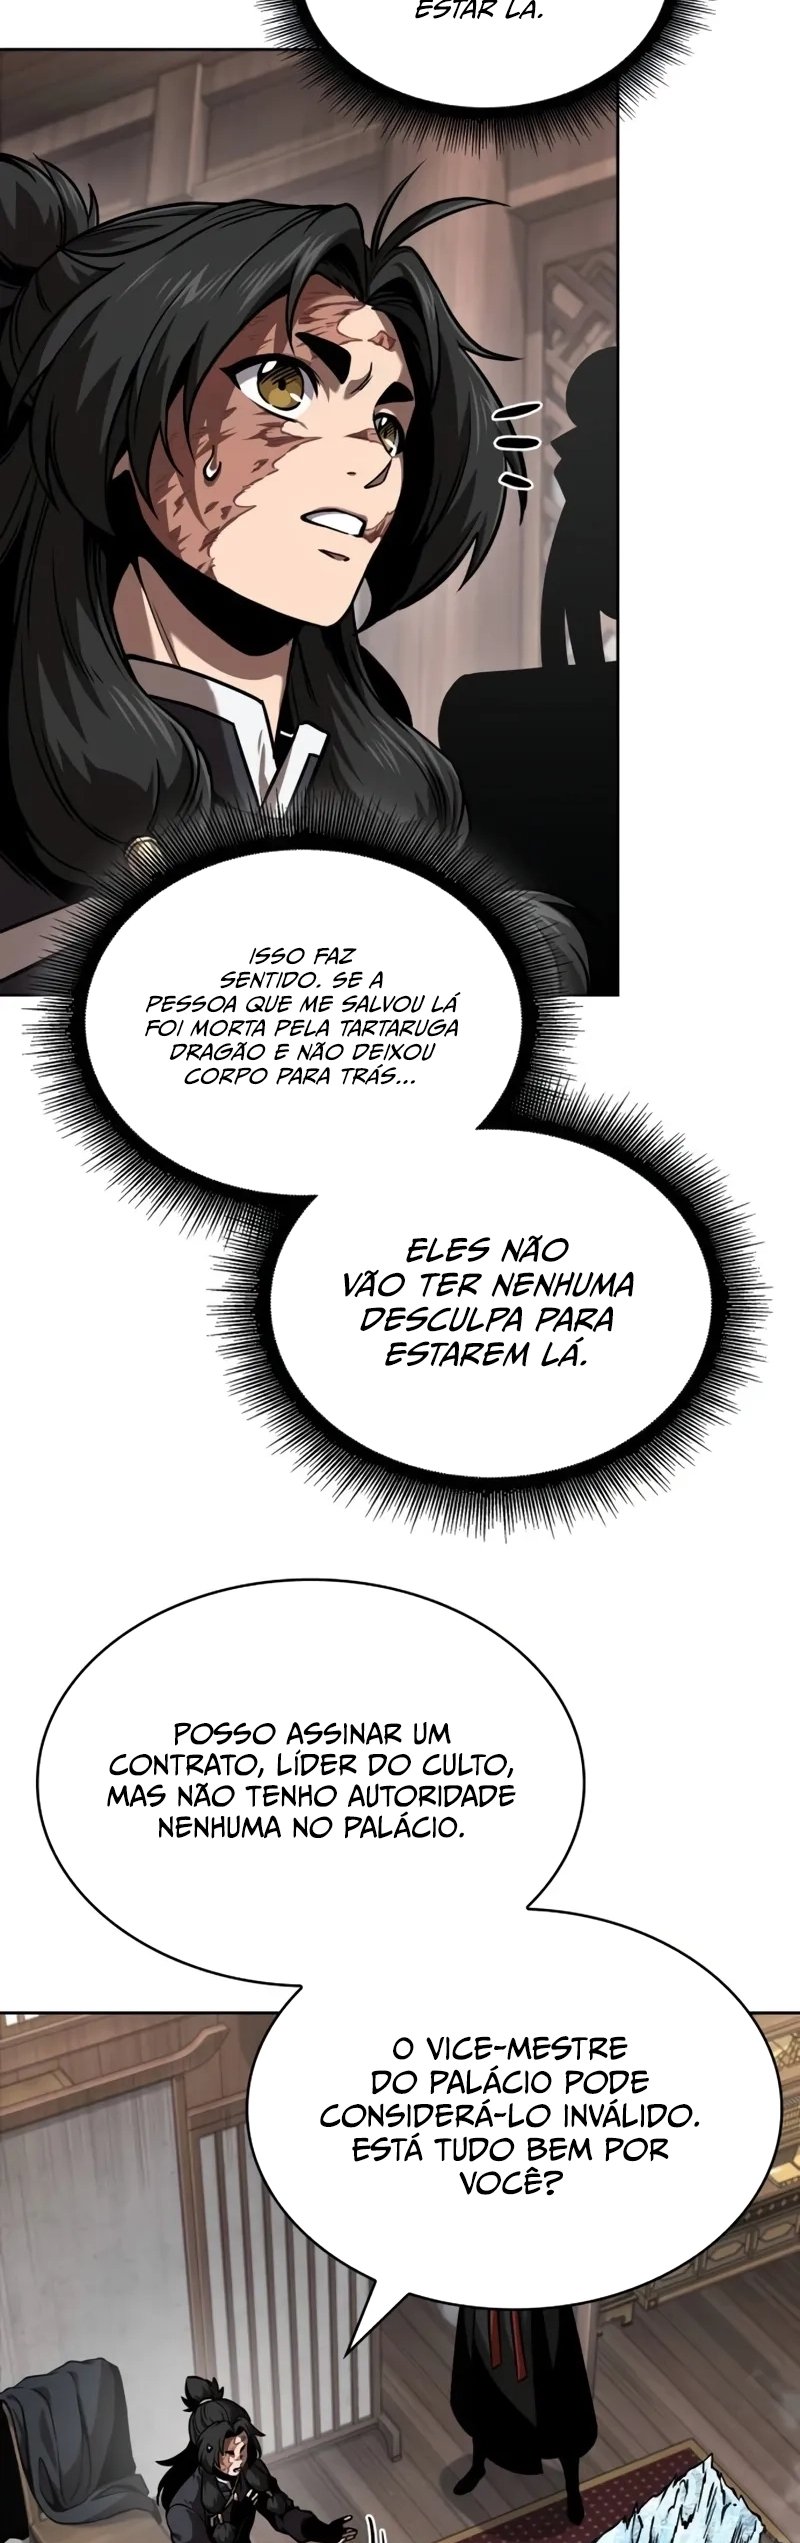 ESTAR LÁ.
ISSO FAZ
SENTIDO. SE A
PESSOA QUE ME SALVOU LÁ
FOI MORTA PELA TARTARUGA
DRAGÃO E NÃO DEIXOU
CORPO PARA TRÁS...
ELES NÃO
VÃO TER NENHUMA
DESCULPA PARA
ESTAREM LÁ.
POSSO ASSINAR UM
CONTRATO, LÍDER DO CULTO,
MAS NÃO TENHO AUTORIDADE
NENHUMA NO PALÁCIO.
O VICE-MESTRE
DO PALÁCIO PODE
CONSIDERÁ-LO INVÁLIDO.
ESTÁ TUDO BEM POR
VOCÊ?